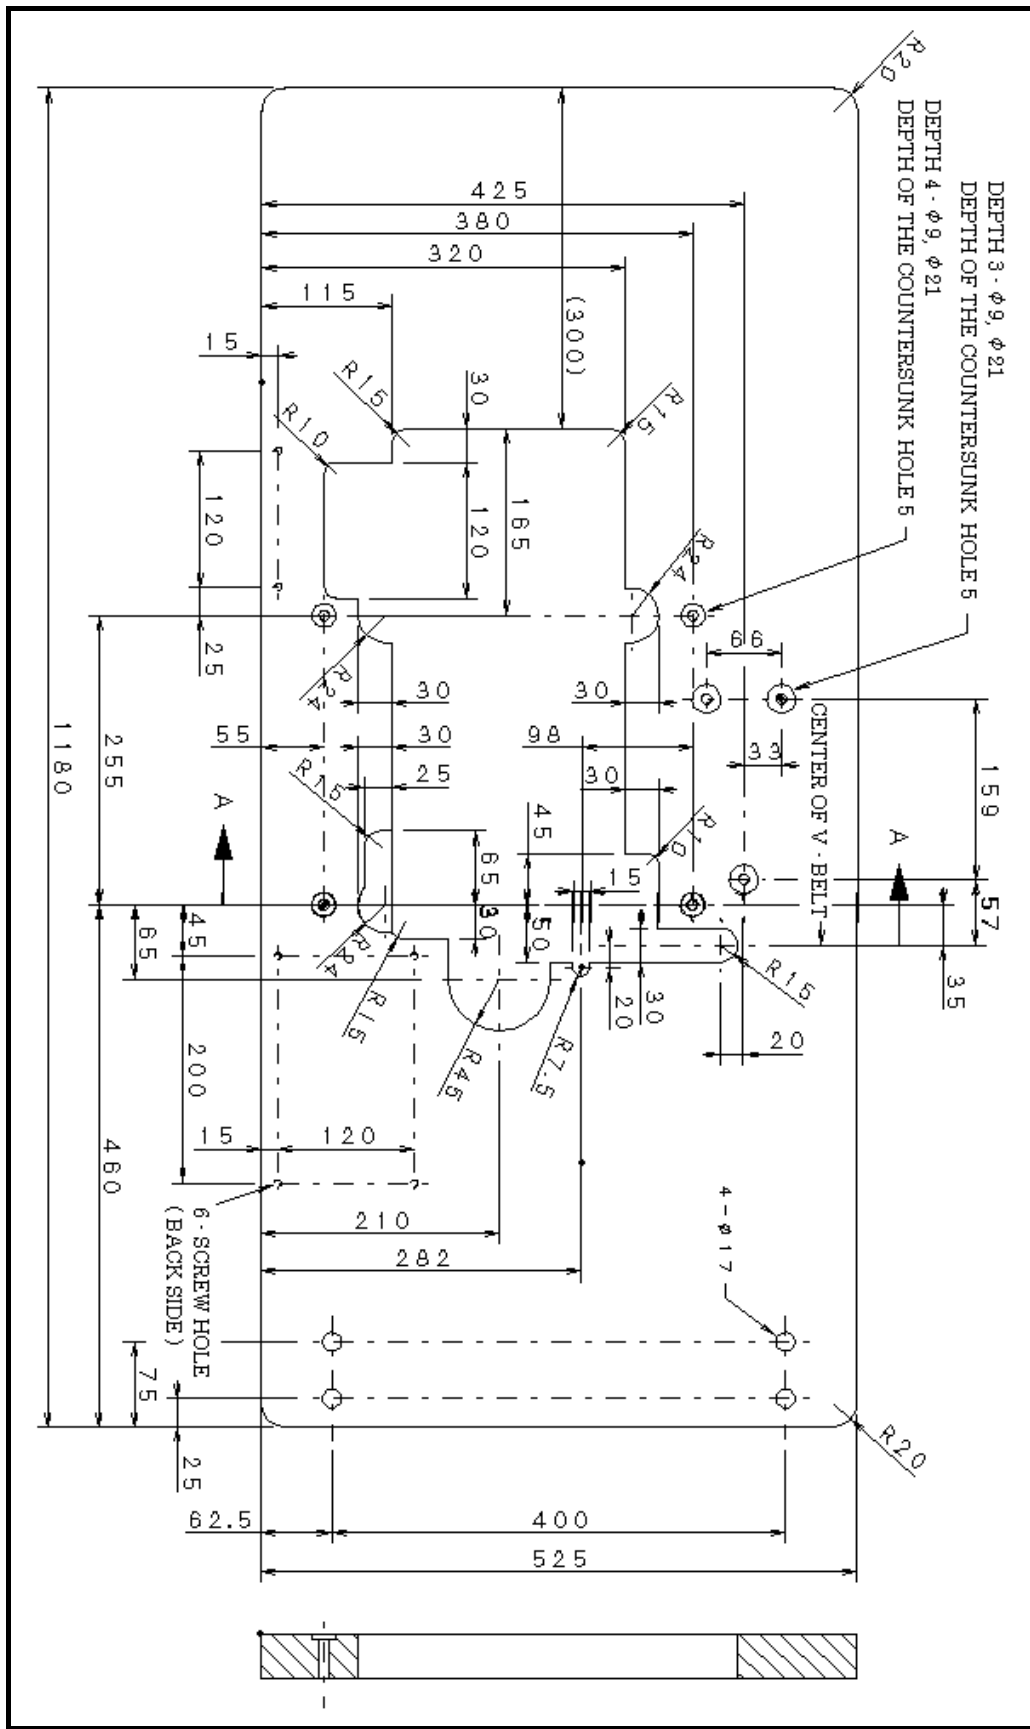 R20
DEPTH 3 - φ9, φ21
DEPTH OF THE COUNTERSUNK HOLE 5
DEPTH 4 - φ9, φ21
DEPTH OF THE COUNTERSUNK HOLE 5
425
380
320
115
(300)
15
R15
30
R15
R10
120
165
120
R24
66
25
R24
30
30
CENTER OF V - BELT
1180
255
55
30
98
33
159
25
30
R15
45
R10
A
A
65
15
57
30
50
45
R24
65
R15
R15
35
20
30
20
R45
R7.5
200
15
120
460
210
282
6 - SCREW HOLE
(BACK SIDE)
4-φ17
75
25
R20
62.5
400
525